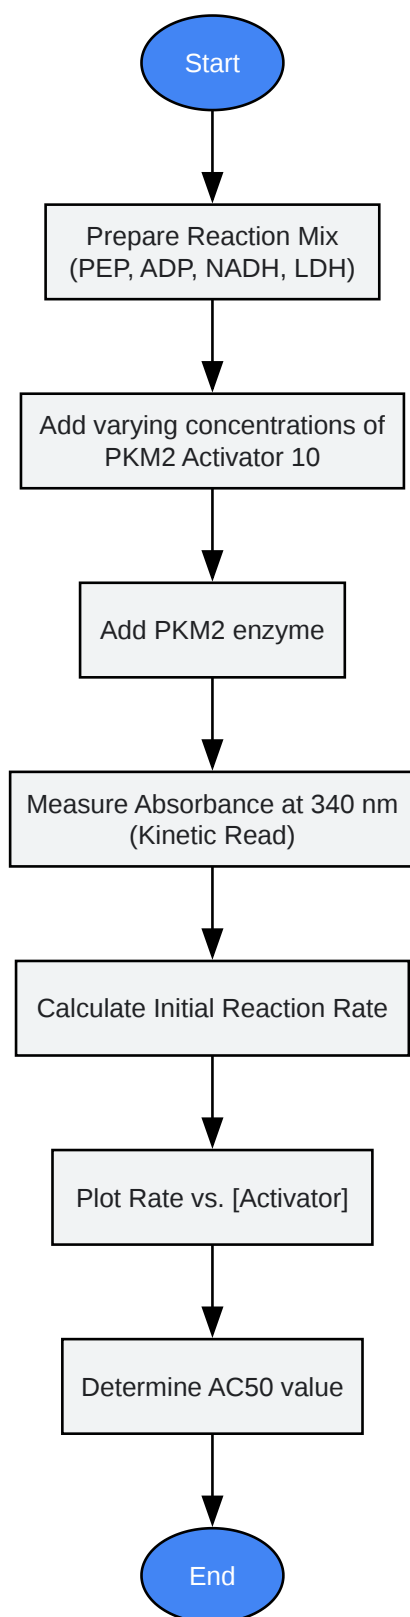 Start
Prepare Reaction Mix
(PEP, ADP, NADH, LDH)
Add varying concentrations of
PKM2 Activator 10
Add PKM2 enzyme
Measure Absorbance at 340 nm
(Kinetic Read)
Calculate Initial Reaction Rate
Plot Rate vs. [Activator]
Determine AC50 value
End